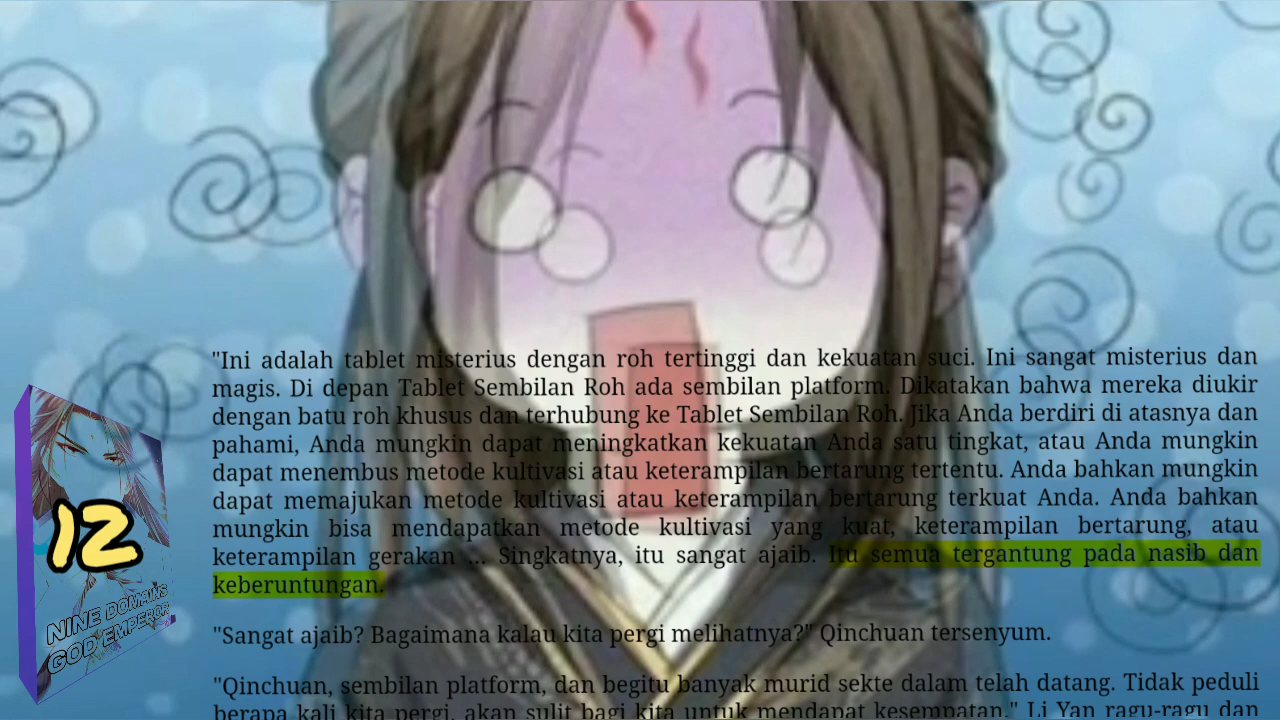 "Ini adalah tablet misterius dengan roh tertinggi dan kekuatan suci. Ini sangat misterius dan
magis. Di depan Tablet Sembilan Roh ada sembilan platform. Dikatakan bahwa mereka diukir
dengan batu roh khusus dan terhubung ke Tablet Sembilan Roh. Jika Anda berdiri di atasnya dan
pahami, Anda mungkin dapat meningkatkan kekuatan Anda satu tingkat, atau Anda mungkin
dapat menembus metode kultivasi atau keterampilan bertarung tertentu. Anda bahkan mungkin
dapat memajukan metode kultivasi atau keterampilan bertarung terkuat Anda. Anda bahkan
mungkin bisa mendapatkan metode kultivasi yang kuat, keterampilan bertarung, atau
keterampilan gerakan ... Singkatnya, itu sangat ajaib. Itu semua tergantung pada nasib dan
keberuntungan.
"Sangat ajaib? Bagaimana kalau kita pergi melihatnya?" Qinchuan tersenyum.
"Qinchuan, sembilan platform, dan begitu banyak murid sekte dalam telah datang. Tidak peduli
berapa kali kita pergi, akan sulit bagi kita untuk mendapat kesempatan." Li Yan ragu-ragu dan
12
NINE DOMAINS
GOD EMPEROR